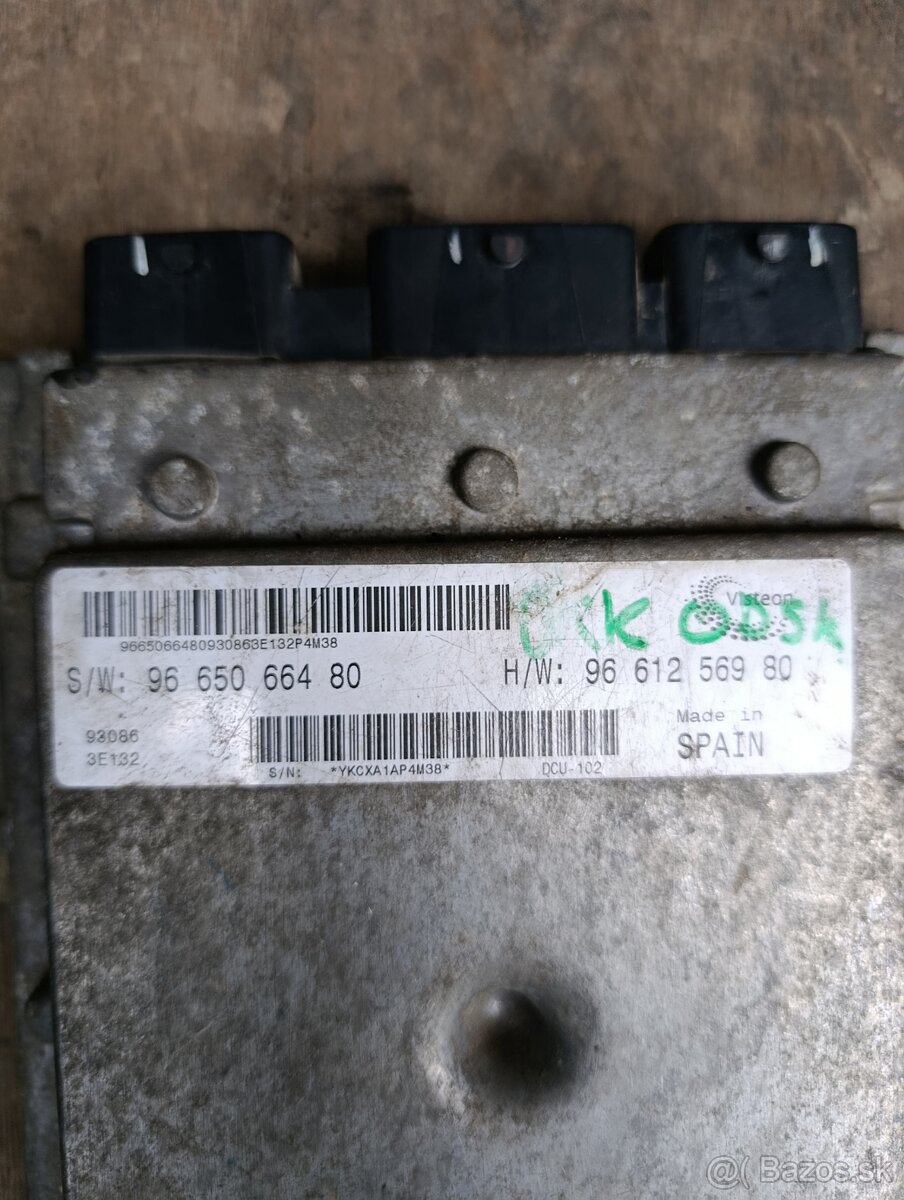 Visteon
9665066480930863E132P4M38
S/W: 96 650 664 80
H/W: 96 612 569 80
93086
3E132
Made in
SPAIN
S/N: *YKCXA1AP4M38*
DCU-102
@( Bazos.sk